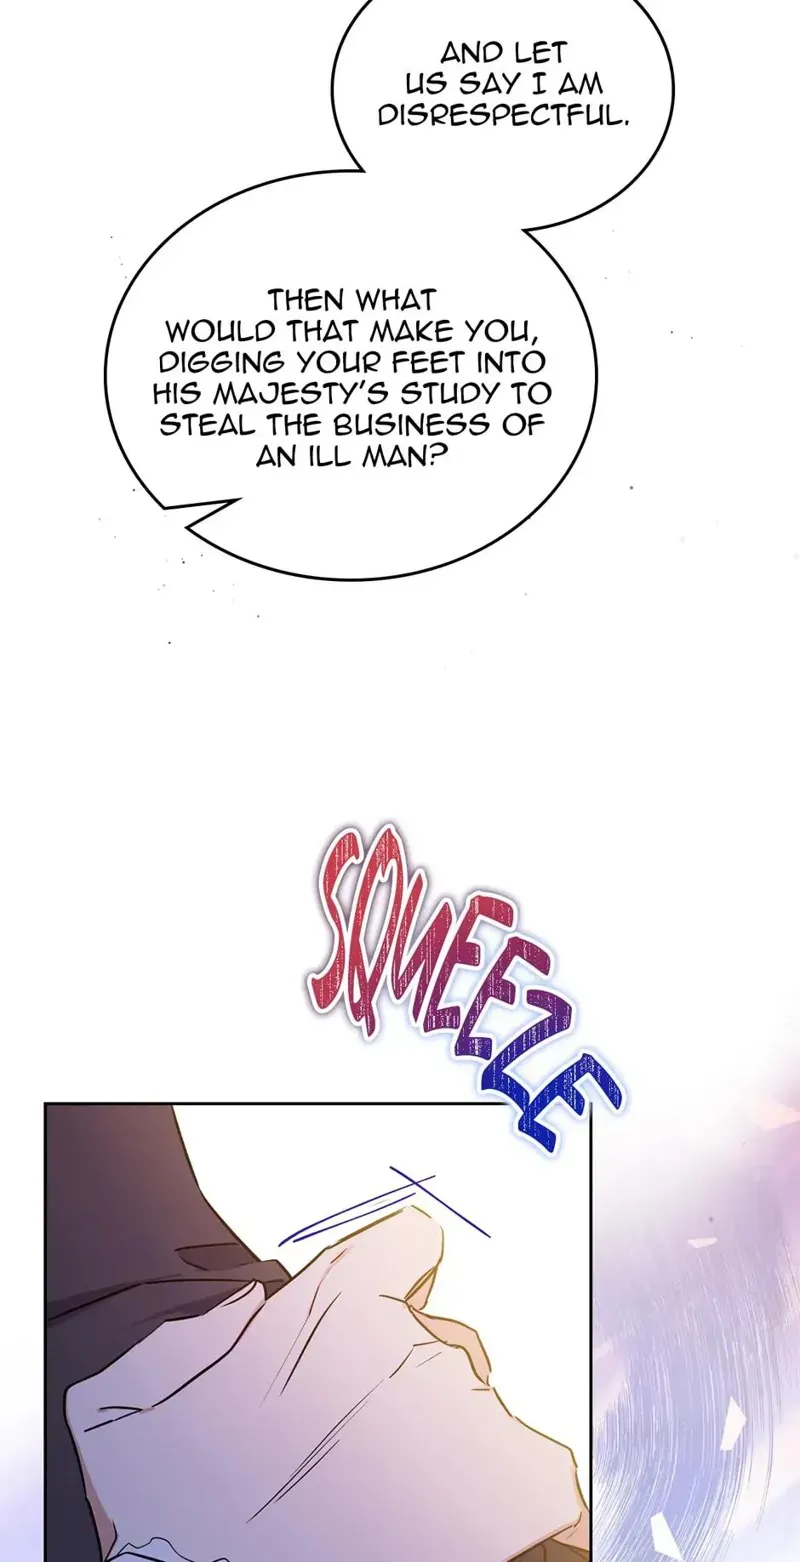 AND LET
US SAY I AM
DISRESPECTFUL.
THEN WHAT
WOULD THAT MAKE YOU,
DIGGING YOUR FEET INTO
HIS MAJESTY'S STUDY TO
STEAL THE BUSINESS OF
AN ILL MAN?
SQUEEZE